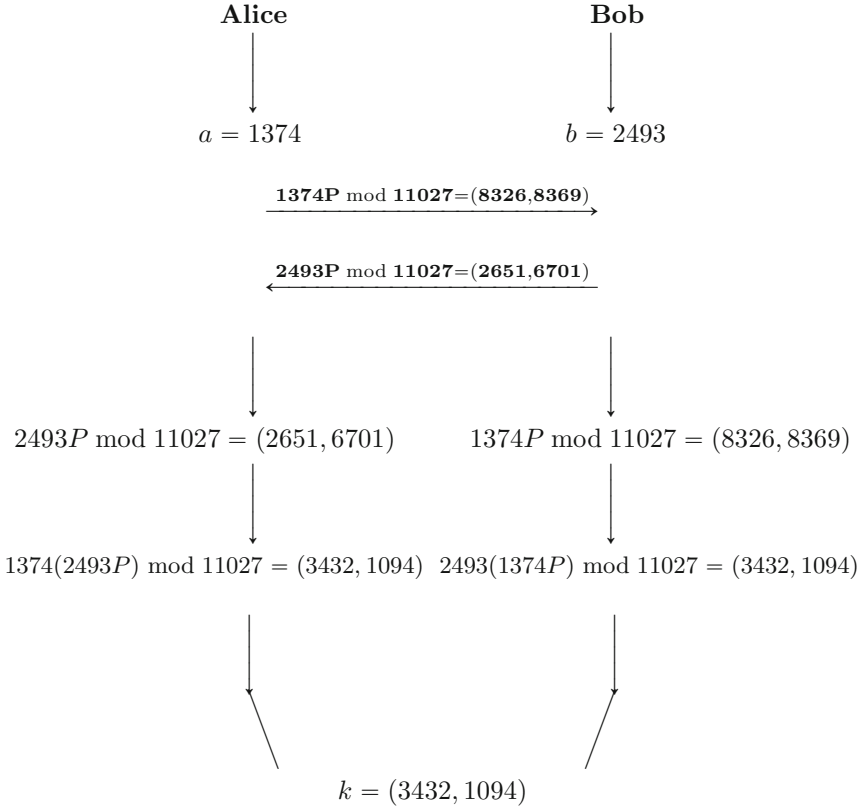 Alice Bob
a = 1374 b = 2493
1374P mod 11027=(8326,8369)
2493P mod 11027=(2651,6701)
2493P mod 11027 = (2651, 6701) 1374P mod 11027 = (8326, 8369)
1374(2493P) mod 11027 = (3432, 1094) 2493(1374P) mod 11027 = (3432, 1094)
k = (3432, 1094)